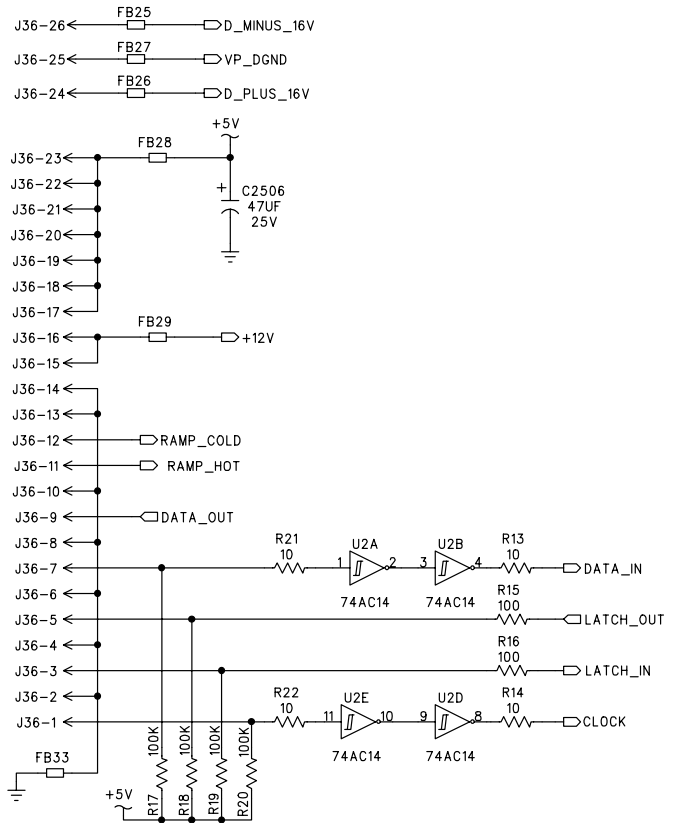 FB25
J36-26 D_MINUS_16V
FB27
J36-25 VP_DGND
FB26
J36-24 D_PLUS_16V
+5V
FB28
J36-23
J36-22
+ C2506
J36-21 47UF
25V
J36-20
J36-19
J36-18
J36-17
FB29
J36-16 +12V
J36-15
J36-14
J36-13
J36-12 RAMP_COLD
J36-11 RAMP_HOT
J36-10
J36-9 DATA_OUT
R21 U2A U2B R13
J36-8 10 10
J36-7 1 2 3 4 DATA_IN
J36-6 74AC14 74AC14 R15
100
J36-5 LATCH_OUT
R16
J36-4 100
J36-3 LATCH_IN
R22 U2E U2D R14
J36-2 10 10
J36-1 11 10 9 8 CLOCK
100K 100K 100K 100K
74AC14 74AC14
FB33
+5V
R17 R18 R19 R20